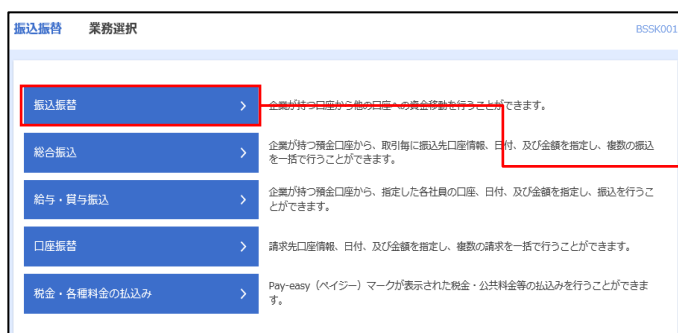 振込振替 業務選択 BSSK001
振込振替 企業が持つ口座から他の口座への資金移動を行うことができます。
総合振込 企業が持つ預金口座から、取引毎に振込先口座情報、日付、及び金額を指定し、複数の振込
を一括で行うことができます。
給与・賞与振込 企業が持つ預金口座から、指定した各社員の口座、日付、及び金額を指定し、振込を行うこ
とができます。
口座振替 請求先口座情報、日付、及び金額を指定し、複数の請求を一括で行うことができます。
税金・各種料金の払込み Pay-easy（ペイジー）マークが表示された税金・公共料金等の払込みを行うことができま
す。